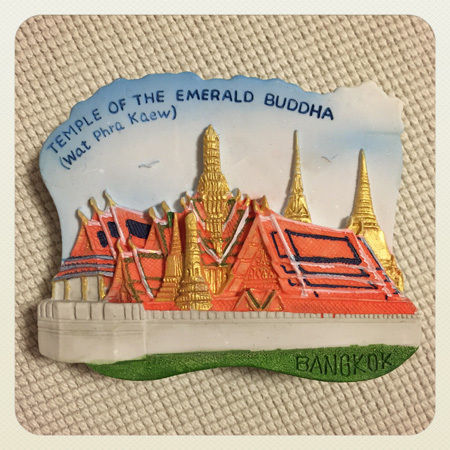 TEMPLE OF THE EMERALD BUDDHA
(Wat Phra Kaew)
BANGKOK